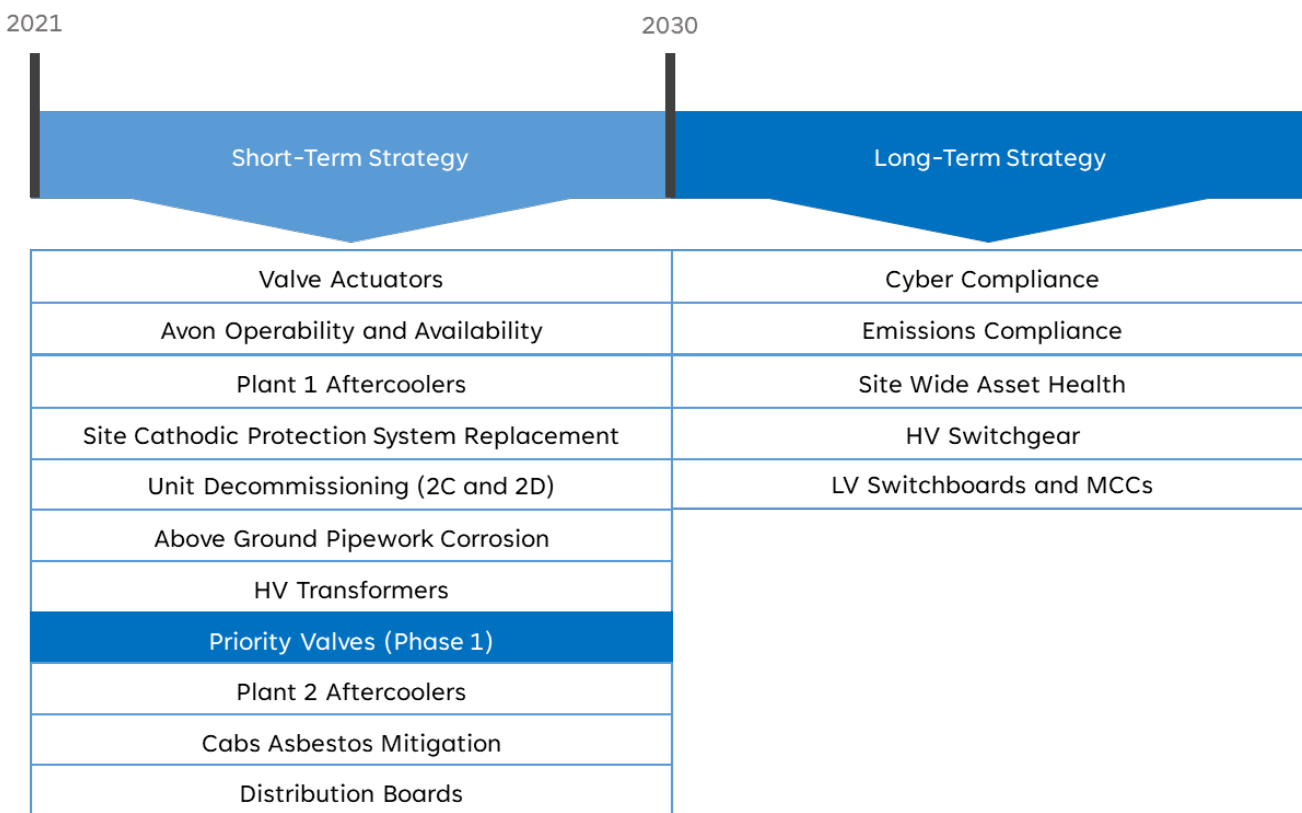 2021
2030
Short-Term Strategy
Long-Term Strategy
Valve Actuators
Cyber Compliance
Avon Operability and Availability
Emissions Compliance
Plant 1 Aftercoolers
Site Wide Asset Health
Site Cathodic Protection System Replacement
HV Switchgear
Unit Decommissioning (2C and 2D)
LV Switchboards and MCCs
Above Ground Pipework Corrosion
HV Transformers
Priority Valves (Phase 1)
Plant 2 Aftercoolers
Cabs Asbestos Mitigation
Distribution Boards